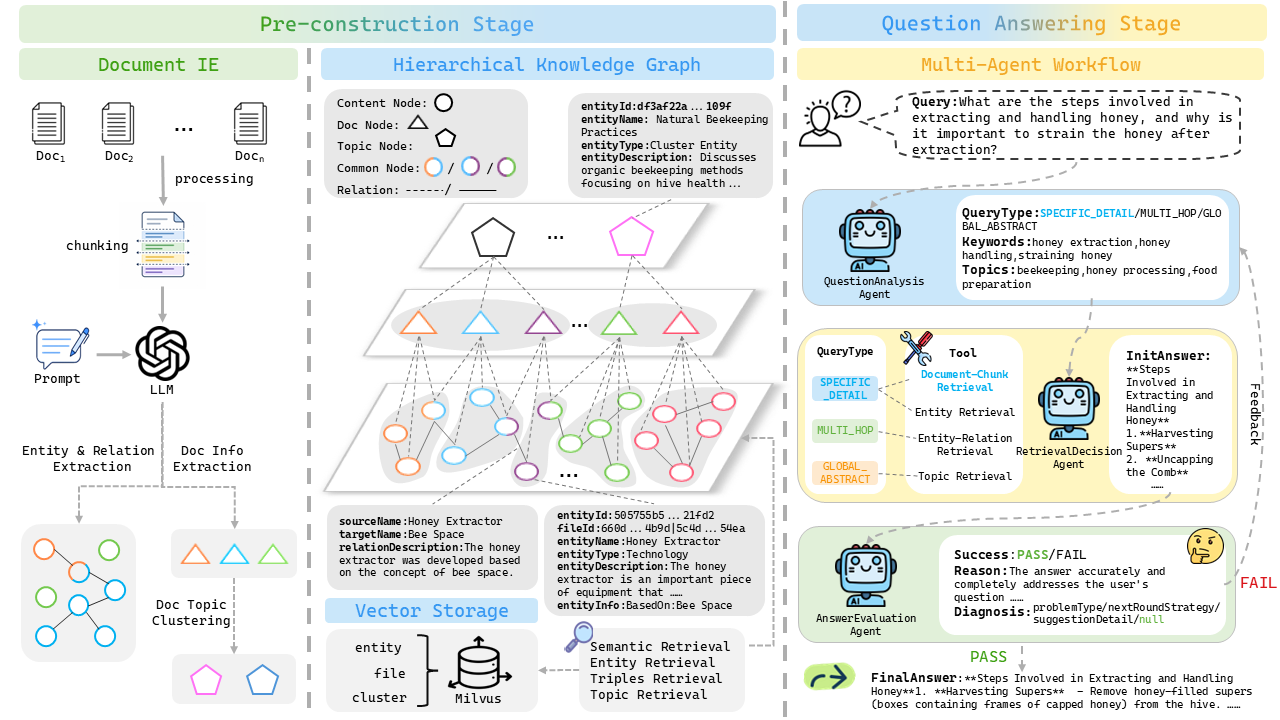 Pre-construction Stage
Document IE
Doc1
Doc2
...
Docn
processing
chunking
Prompt
LLM
Entity & Relation
Extraction
Doc Info
Extraction
Doc Topic
Clustering
Hierarchical Knowledge Graph
Content Node:
Doc Node:
Topic Node:
Common Node: / /
Relation: ------/ ———
entityId:df3af22a...109f
entityName: Natural Beekeeping
Practices
entityType:Cluster Entity
entityDescription: Discusses
organic beekeeping methods
focusing on hive health...
...
...
...
sourceName:Honey Extractor
targetName:Bee Space
relationDescription:The honey
extractor was developed based
on the concept of bee space.
entityId:505755b5...21fd2
fileId:660d...4b9d|5c4d...54ea
entityName:Honey Extractor
entityType:Technology
entityDescription:The honey
extractor is an important piece
of equipment that ……
entityInfo:BasedOn:Bee Space
Vector Storage
entity
file
cluster
Milvus
Semantic Retrieval
Entity Retrieval
Triples Retrieval
Topic Retrieval
Question Answering Stage
Multi-Agent Workflow
?
Query:What are the steps involved in
extracting and handling honey, and why is
it important to strain the honey after
extraction?
AI
QuestionAnalysis
Agent
QueryType:SPECIFIC_DETAIL/MULTI_HOP/GLO
BAL_ABSTRACT
Keywords:honey extraction,honey
handling,straining honey
Topics:beekeeping,honey processing,food
preparation
QueryType
SPECIFIC
_DETAIL
MULTI_HOP
GLOBAL_
ABSTRACT
Tool
Document-Chunk
Retrieval
Entity Retrieval
Entity-Relation
Retrieval
Topic Retrieval
AI
RetrievalDecision
Agent
InitAnswer:
**Steps
Involved in
Extracting and
Handling
Honey**
1.**Harvesting
Supers**
2. **Uncapping
the Comb**
……
Feedback
AI
AnswerEvaluation
Agent
Success:PASS/FAIL
Reason:The answer accurately and
completely addresses the user's
question ……
Diagnosis:problemType/nextRoundStrategy/
suggestionDetail/null
FAIL
PASS
FinalAnswer:**Steps Involved in Extracting and Handling
Honey**1. **Harvesting Supers** - Remove honey-filled supers
(boxes containing frames of capped honey) from the hive. ……